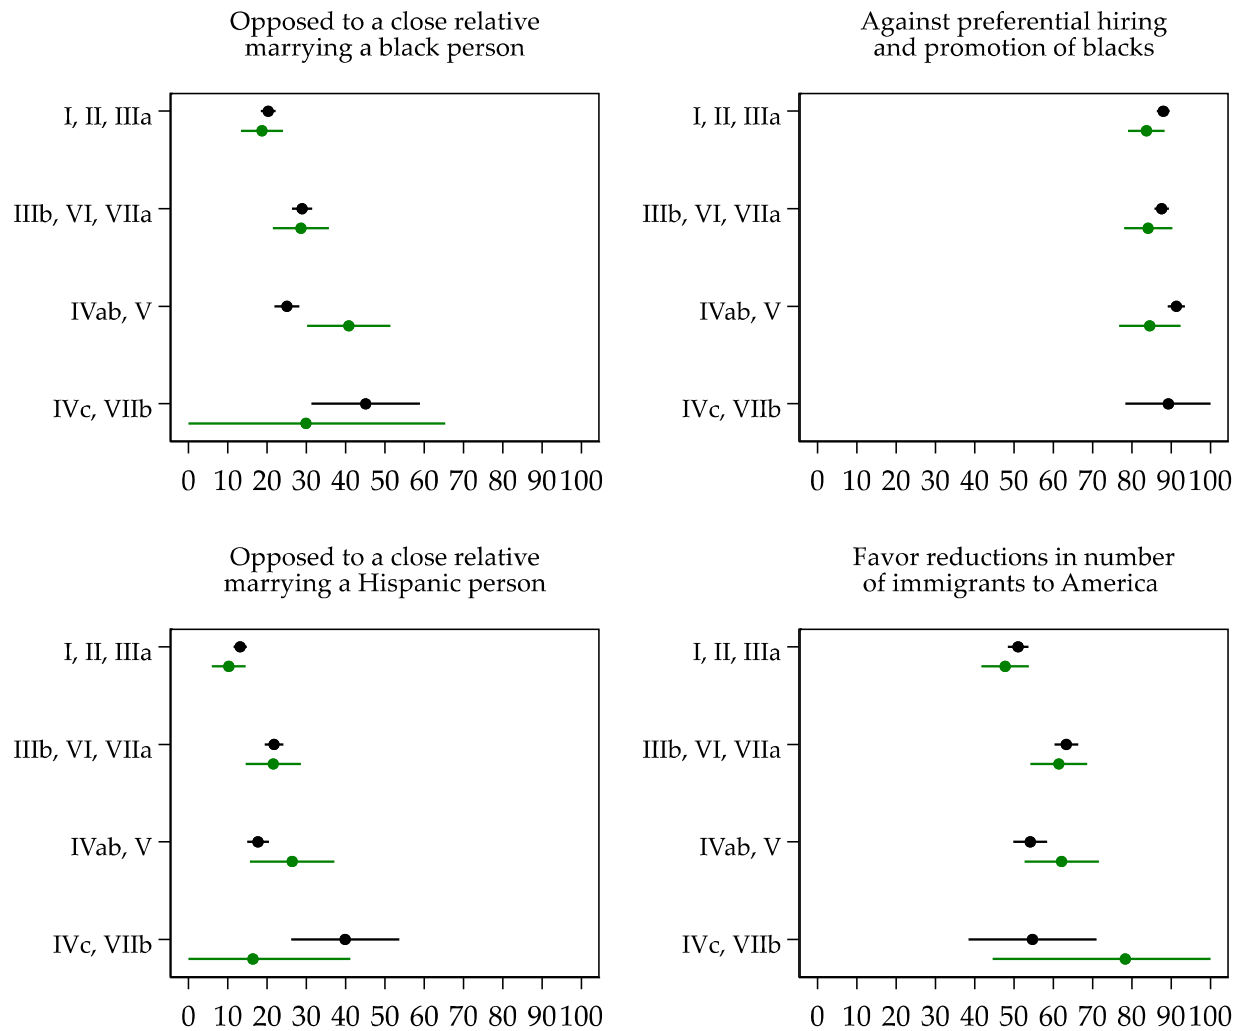 Opposed to a close relative
marrying a black person
I, II, IIIa
IIIb, VI, VIIa
IVab, V
IVc, VIIb
0 10 20 30 40 50 60 70 80 90 100
Against preferential hiring
and promotion of blacks
I, II, IIIa
IIIb, VI, VIIa
IVab, V
IVc, VIIb
0 10 20 30 40 50 60 70 80 90 100
Opposed to a close relative
marrying a Hispanic person
I, II, IIIa
IIIb, VI, VIIa
IVab, V
IVc, VIIb
0 10 20 30 40 50 60 70 80 90 100
Favor reductions in number
of immigrants to America
I, II, IIIa
IIIb, VI, VIIa
IVab, V
IVc, VIIb
0 10 20 30 40 50 60 70 80 90 100